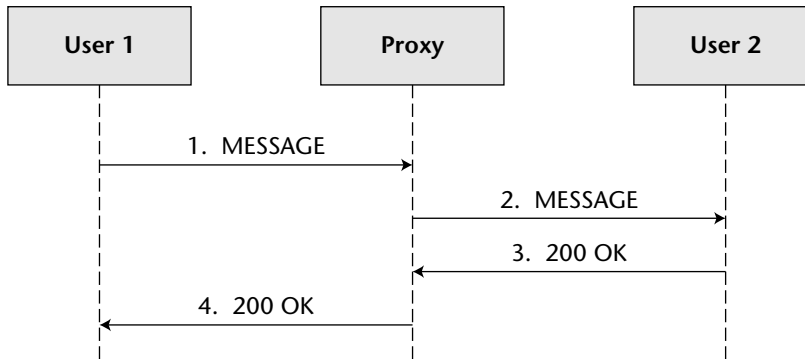 User 1
Proxy
User 2
1. MESSAGE
2. MESSAGE
3. 200 OK
4. 200 OK